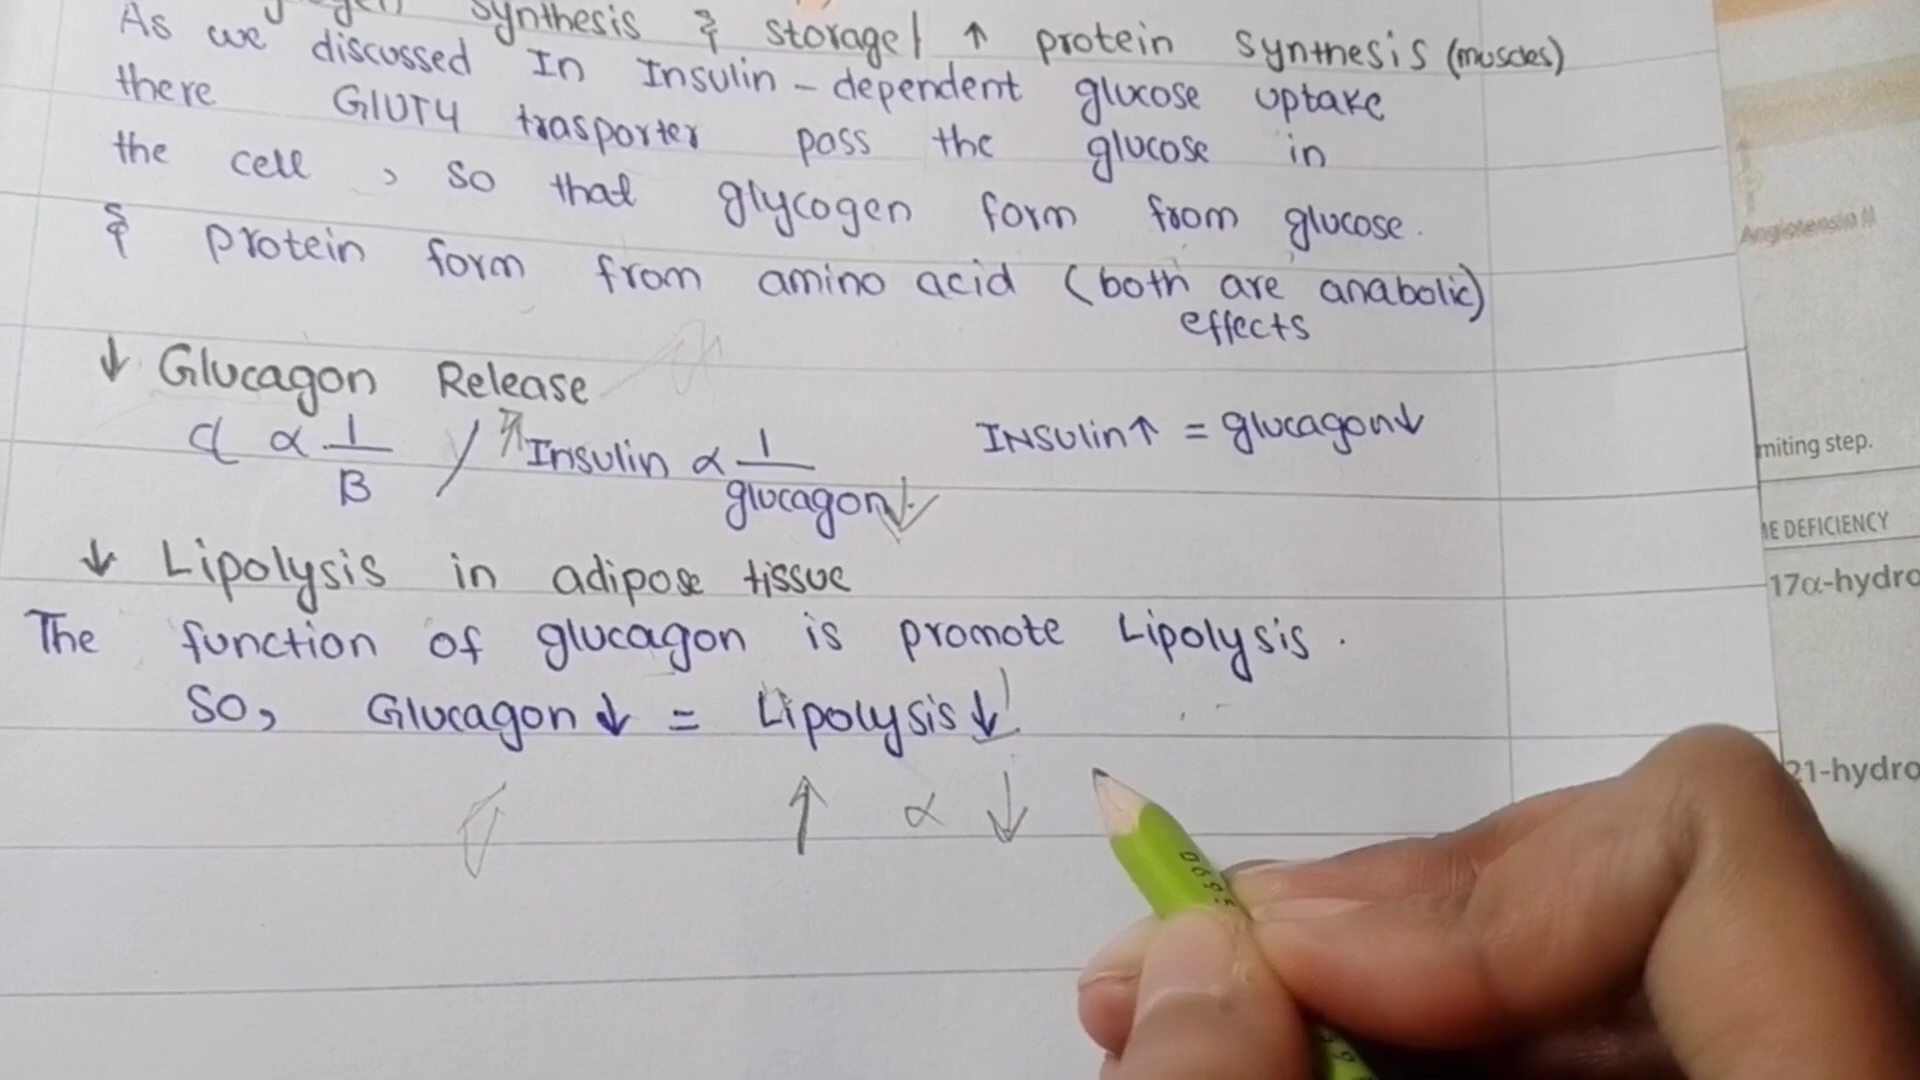 synthesis & storage / ↑ protein synthesis (muscles)
As we discussed In Insulin - dependent glucose uptake
there GLUT4 trasporter pass the glucose in
the cell, so that glycogen form from glucose.
& protein form from amino acid (both are anabolic)
effects
↓ Glucagon Release
α 1/B / ↑ Insulin α 1/glucagon↓
INSulin↑ = glucagon↓
↓ Lipolysis in adipose tissue
The function of glucagon is promote Lipolysis.
So, Glucagon ↓ = Lipolysis ↓
↑ α ↓
Angiotensin II
miting step.
ME DEFICIENCY
17α-hydro
21-hydro
990